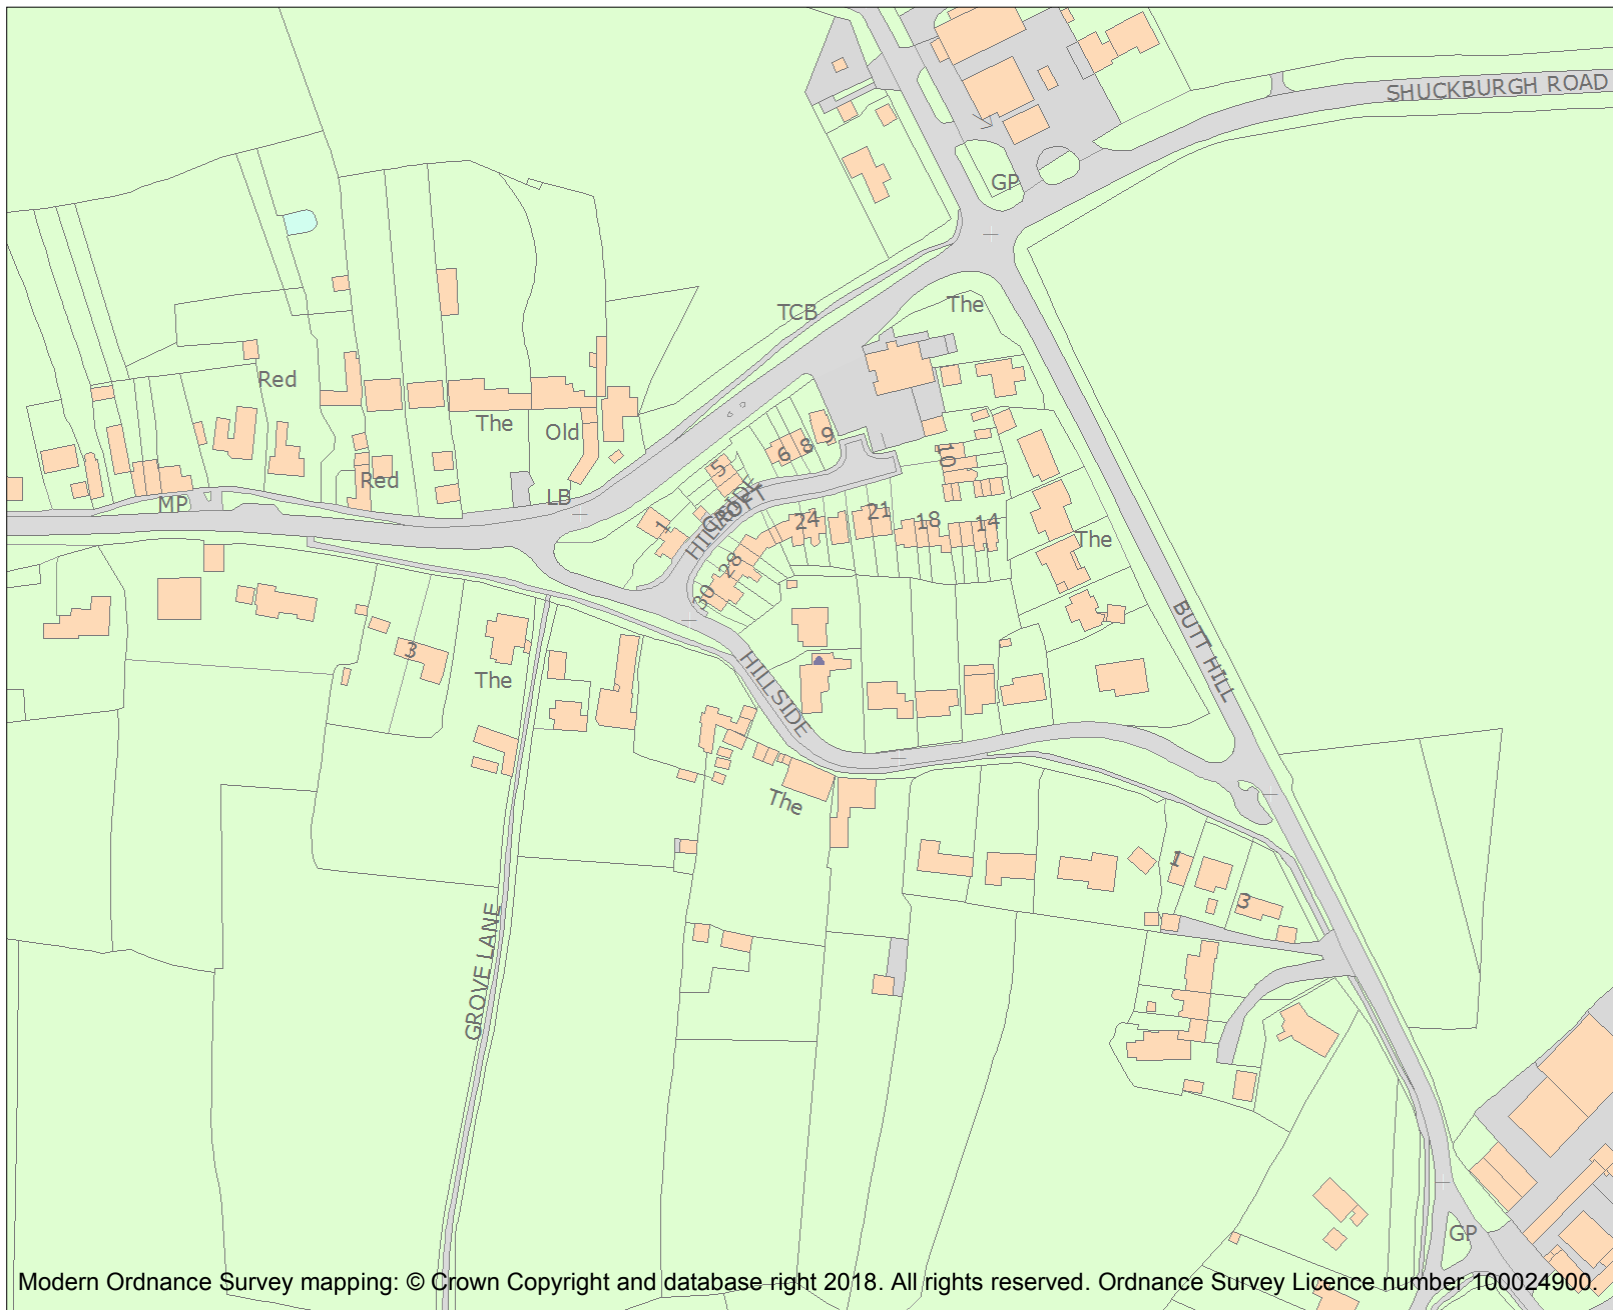 SHUCKBURGH ROAD
GP
TCB
The
Red
The
Old
Red
MP
LB
5
6
8
9
10
1
HILLSIDE
CROFT
24
21
18
14
The
28
30
3
The
HILLSIDE
BUTT HILL
The
1
3
GROVE LANE
GP
Modern Ordnance Survey mapping: © Crown Copyright and database right 2018. All rights reserved. Ordnance Survey Licence number 100024900.